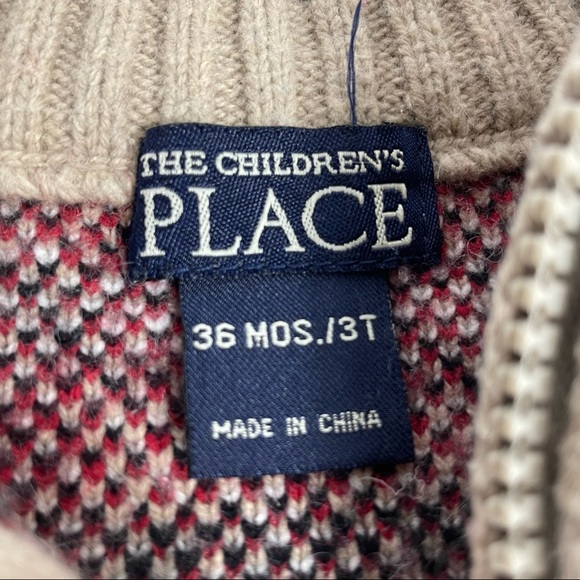 THE CHILDREN'S
PLACE
36 MOS./3T
MADE IN CHINA